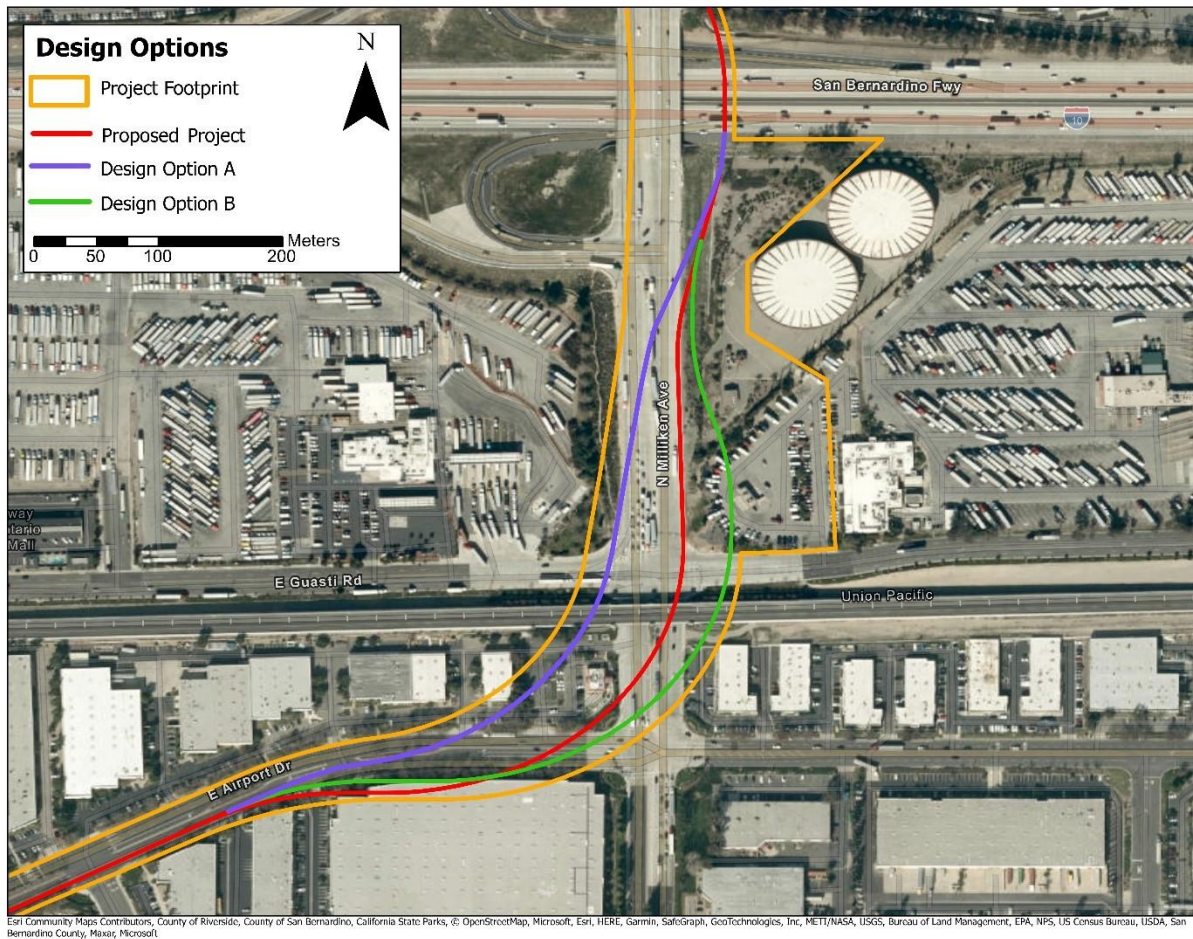 Design Options
N
Project Footprint
Proposed Project
Design Option A
Design Option B
Meters
0 50 100 200
San Bernardino Fwy
10
N Milliken Ave
way
tario
Mall
E Guasti Rd
Union Pacific
E Airport Dr
Esri Community Maps Contributors, County of Riverside, County of San Bernardino, California State Parks, © OpenStreetMap, Microsoft, Esri, HERE, Garmin, SafeGraph, GeoTechnologies, Inc, METI/NASA, USGS, Bureau of Land Management, EPA, NPS, US Census Bureau, USDA, San
Bernardino County, Maxar, Microsoft